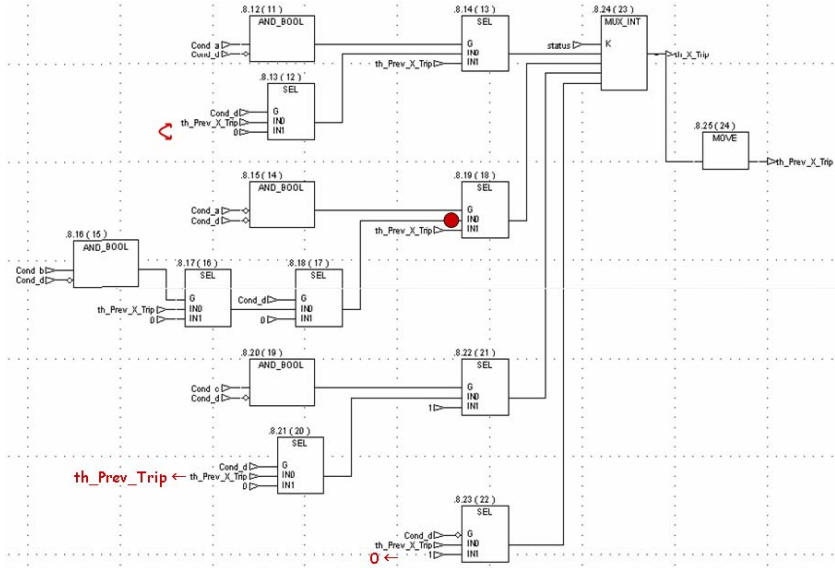 .8.12 (11)
AND_BOOL
Cond a
Cond_d
.8.14 (13)
SEL
G
IN0
th_Prev_X_Trip IN1
.8.24 (23)
MUX_INT
status K
th_X_Trip
.8.13 (12)
SEL
Cond_d G
th_Prev_X_Trip IN0
0 IN1
.8.25 (24)
MOVE
th_Prev_X_Trip
.8.15 (14)
AND_BOOL
Cond_a
Cond_d
.8.19 (18)
SEL
G
IN0
th_Prev_X_Trip IN1
.8.16 (15)
AND_BOOL
Cond b
Cond_d
.8.17 (16)
SEL
G
th_Prev_X_Trip IN0
0 IN1
.8.18 (17)
SEL
Cond_d G
IN0
0 IN1
.8.20 (19)
AND_BOOL
Cond c
Cond_d
.8.22 (21)
SEL
G
IN0
1 IN1
.8.21 (20)
SEL
Cond_d G
th_Prev_Trip ← th_Prev_X_Trip IN0
0 IN1
.8.23 (22)
SEL
Cond_d G
th_Prev_X_Trip IN0
0 ← 1 IN1